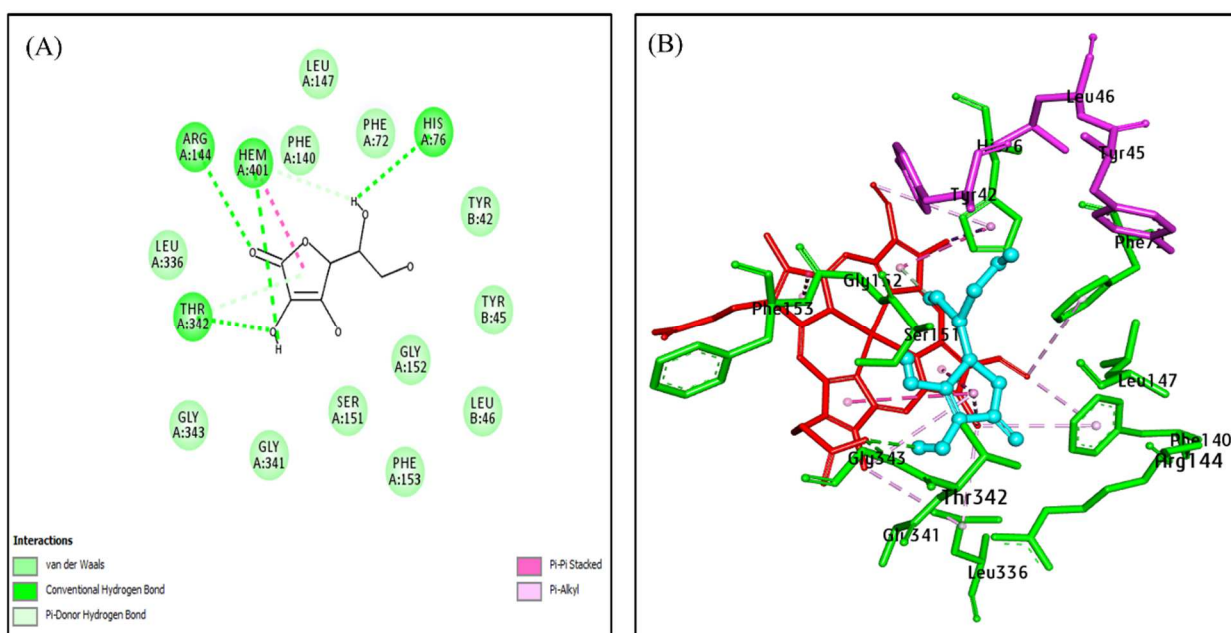 (A)
LEU
A:147
ARG
A:144
HEM
A:401
PHE
A:140
PHE
A:72
HIS
A:76
H
O
TYR
B:42
LEU
A:336
O
O
O
THR
A:342
TYR
B:45
O
H
O
GLY
A:152
GLY
A:343
GLY
A:341
SER
A:151
LEU
B:46
PHE
A:153
Interactions
van der Waals
Conventional Hydrogen Bond
Pi-Donor Hydrogen Bond
Pi-Pi Stacked
Pi-Alkyl
(B)
Leu46
Tyr45
Tyr42
Gly152
Phe153
Ser151
Leu147
Phe140
Arg144
Gly343
Thr342
Gly341
Leu336